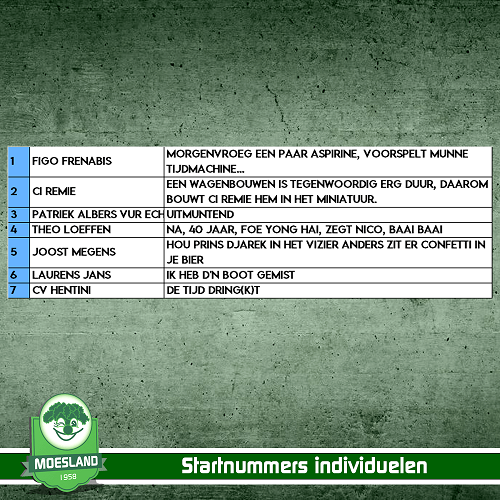 1 FIGO FRENABIS MORGENVROEG EEN PAAR ASPIRINE, VOORSPELT MUNNE
TIJDMACHINE...
2 CI REMIE EEN WAGENBOUWEN IS TEGENWOORDIG ERG DUUR, DAAROM
BOUWT CI REMIE HEM IN HET MINIATUUR.
3 PATRIEK ALBERS VUR ECH UITMUNTEND
4 THEO LOEFFEN NA, 40 JAAR, FOE YONG HAI, ZEGT NICO, BAAI BAAI
5 JOOST MEGENS HOU PRINS DJAREK IN HET VIZIER ANDERS ZIT ER CONFETTI IN
JE BIER
6 LAURENS JANS IK HEB D'N BOOT GEMIST
7 CV HENTINI DE TIJD DRING(K)T
MOESLAND
1958
Startnummers individuelen